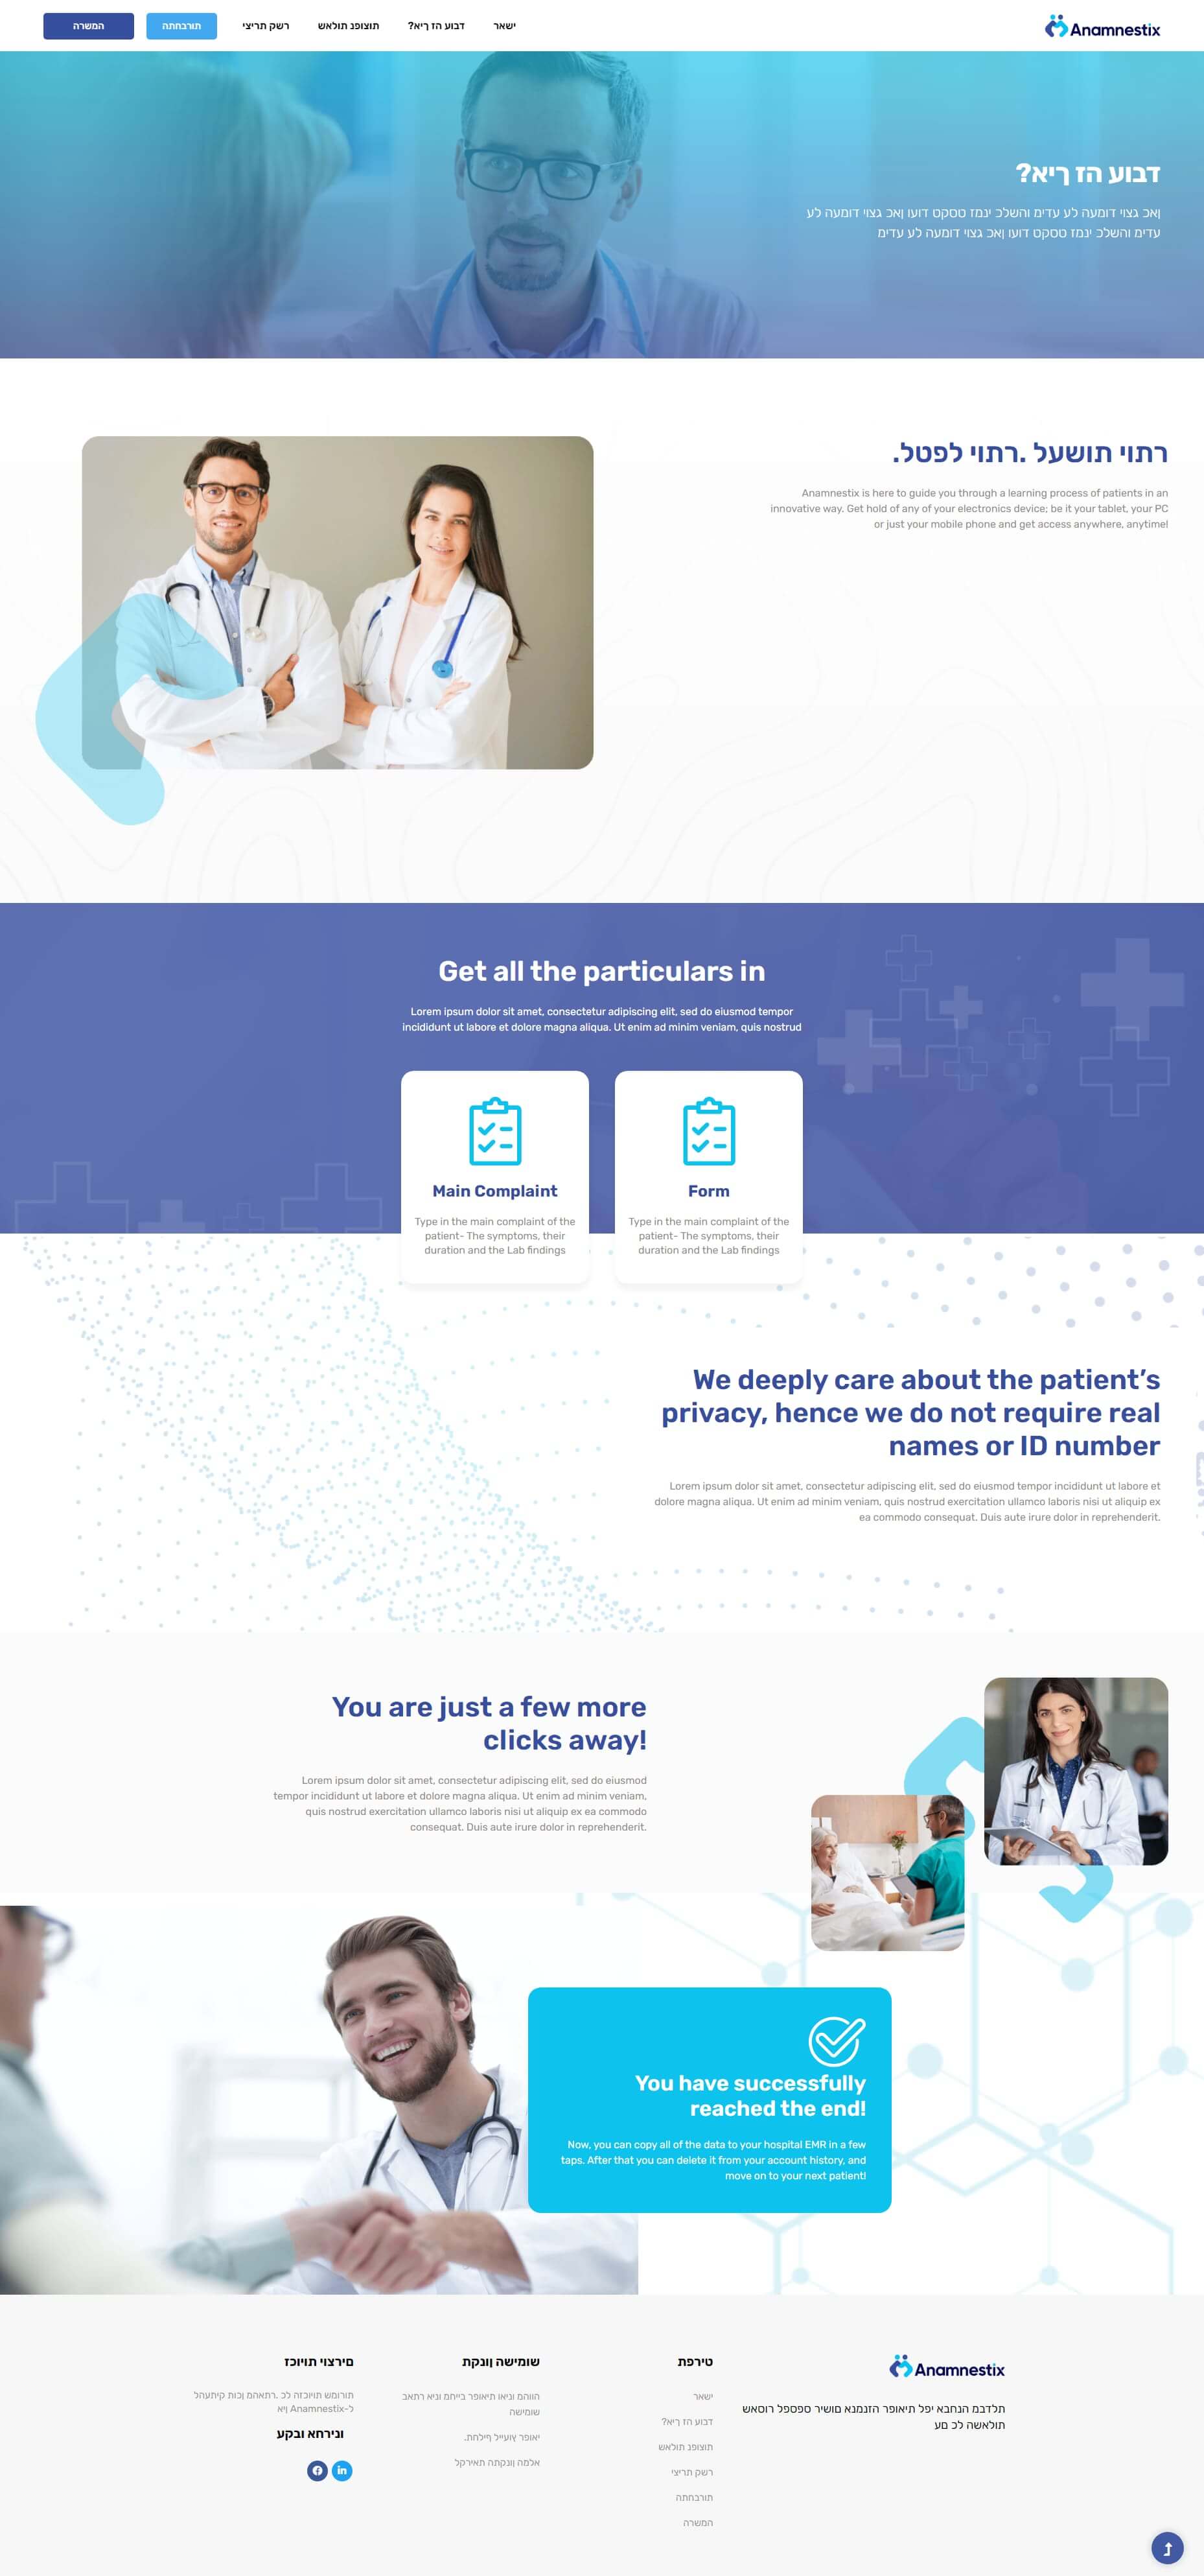 Anamnestix
ישאר
דבוע הז ךיא?
תוצופנ תולאש
רשק תריצי
תורבחתה
המשרה
דבוע הז ךיא?
ןאכ גצוי דומעה לע עדימ והשלכ ינמז טסקט דועו ןאכ גצוי דומעה לע
עדימ והשלכ ינמז טסקט דועו ןאכ גצוי דומעה לע עדימ
רתוי תושעל .רתוי לפטל.
Anamnestix is here to guide you through a learning process of patients in an
innovative way. Get hold of any of your electronics device; be it your tablet, your PC
or just your mobile phone and get access anywhere, anytime!
Get all the particulars in
Lorem ipsum dolor sit amet, consectetur adipiscing elit, sed do eiusmod tempor
incididunt ut labore et dolore magna aliqua. Ut enim ad minim veniam, quis nostrud
Form
Type in the main complaint of the
patient- The symptoms, their
duration and the Lab findings
Main Complaint
Type in the main complaint of the
patient- The symptoms, their
duration and the Lab findings
We deeply care about the patient’s
privacy, hence we do not require real
names or ID number
Lorem ipsum dolor sit amet, consectetur adipiscing elit, sed do eiusmod tempor incididunt ut labore et
dolore magna aliqua. Ut enim ad minim veniam, quis nostrud exercitation ullamco laboris nisi ut aliquip ex
ea commodo consequat. Duis aute irure dolor in reprehenderit.
You are just a few more
clicks away!
Lorem ipsum dolor sit amet, consectetur adipiscing elit, sed do eiusmod
tempor incididunt ut labore et dolore magna aliqua. Ut enim ad minim veniam,
quis nostrud exercitation ullamco laboris nisi ut aliquip ex ea commodo
consequat. Duis aute irure dolor in reprehenderit.
You have successfully
reached the end!
Now, you can copy all of the data to your hospital EMR in a few
taps. After that you can delete it from your account history, and
move on to your next patient!
Anamnestix
תלדבמ הנחבא יפל תיאופר הזנמנא םושיר ספספל רוסאש
תולאשה לכ םע
טירפת
ישאר
דבוע הז ךיא?
תוצופנ תולאש
רשק תריצי
תורבחתה
המשרה
שומישה ןונקת
הווהמ וניאו תיאופר בייחמ וניא רתאב
שומישה
יאופר ץועייל ףילחת.
אלמה ןונקתה תאירקל
םירצוי תויוכז
תורומש תויוכזה לכ .רתאהמ ןכות קיתעהל
ל-Anamnestix ןיא
ונירחא ובקע